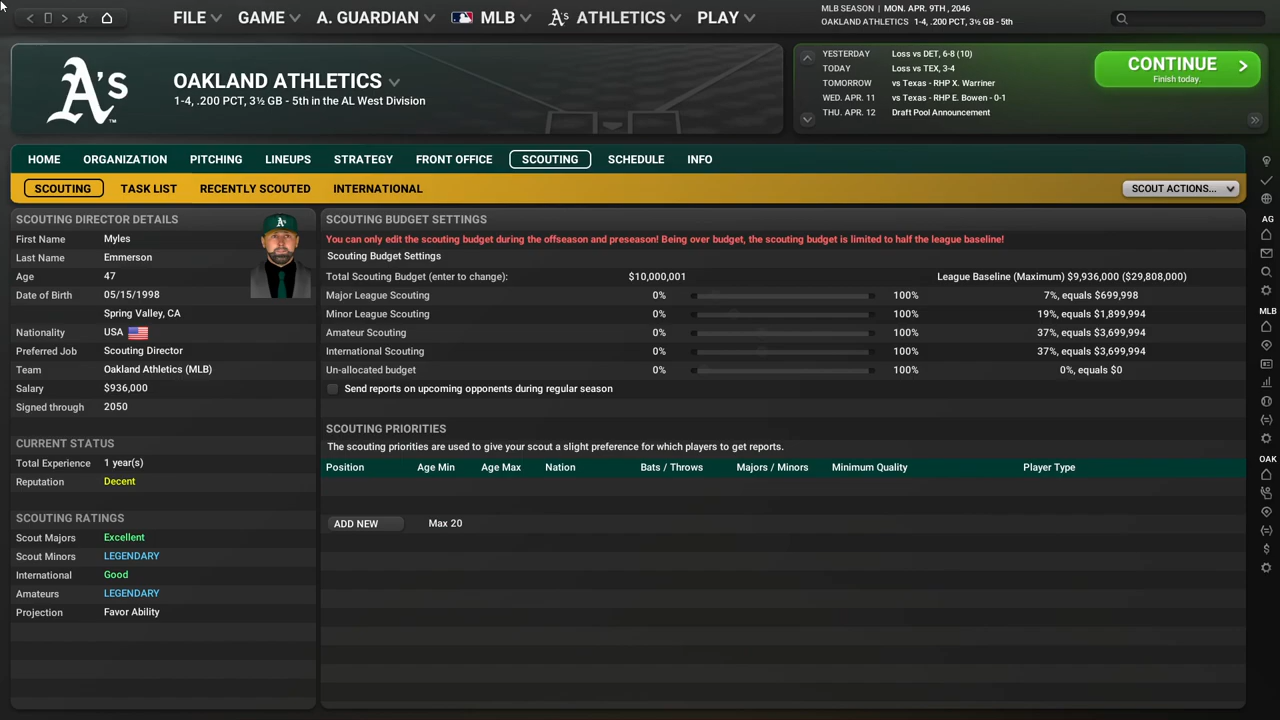 FILE GAME A. GUARDIAN MLB A's ATHLETICS PLAY
MLB SEASON | MON. APR. 9TH , 2046
OAKLAND ATHLETICS 1-4, .200 PCT, 3½ GB - 5th
A's
OAKLAND ATHLETICS
1-4, .200 PCT, 3½ GB - 5th in the AL West Division
YESTERDAY Loss vs DET, 6-8 (10)
TODAY Loss vs TEX, 3-4
TOMORROW vs Texas - RHP X. Warriner
WED. APR. 11 vs Texas - RHP E. Bowen - 0-1
THU. APR. 12 Draft Pool Announcement
CONTINUE
Finish today.
HOME ORGANIZATION PITCHING LINEUPS STRATEGY FRONT OFFICE SCOUTING SCHEDULE INFO
SCOUTING TASK LIST RECENTLY SCOUTED INTERNATIONAL SCOUT ACTIONS...
SCOUTING DIRECTOR DETAILS
First Name Myles
Last Name Emmerson
Age 47
Date of Birth 05/15/1998
Spring Valley, CA
Nationality USA
Preferred Job Scouting Director
Team Oakland Athletics (MLB)
Salary $936,000
Signed through 2050
CURRENT STATUS
Total Experience 1 year(s)
Reputation Decent
SCOUTING RATINGS
Scout Majors Excellent
Scout Minors LEGENDARY
International Good
Amateurs LEGENDARY
Projection Favor Ability
SCOUTING BUDGET SETTINGS
You can only edit the scouting budget during the offseason and preseason! Being over budget, the scouting budget is limited to half the league baseline!
Scouting Budget Settings
Total Scouting Budget (enter to change): $10,000,001 League Baseline (Maximum) $9,936,000 ($29,808,000)
Major League Scouting 0% 100% 7%, equals $699,998
Minor League Scouting 0% 100% 19%, equals $1,899,994
Amateur Scouting 0% 100% 37%, equals $3,699,994
International Scouting 0% 100% 37%, equals $3,699,994
Un-allocated budget 0% 100% 0%, equals $0
Send reports on upcoming opponents during regular season
SCOUTING PRIORITIES
The scouting priorities are used to give your scout a slight preference for which players to get reports.
Position Age Min Age Max Nation Bats / Throws Majors / Minors Minimum Quality Player Type
ADD NEW Max 20
AG
MLB
OAK